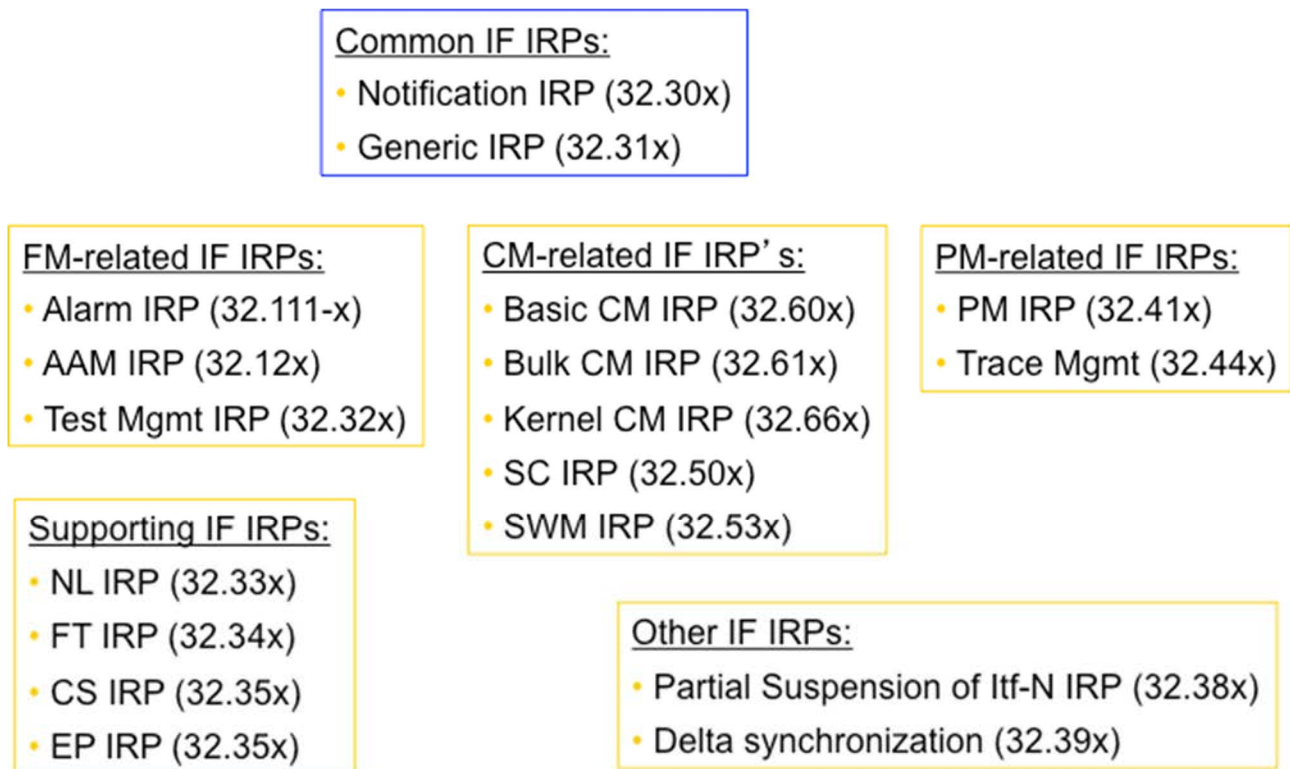 Common IF IRPs:
• Notification IRP (32.30x)
• Generic IRP (32.31x)
FM-related IF IRPs:
• Alarm IRP (32.111-x)
• AAM IRP (32.12x)
• Test Mgmt IRP (32.32x)
CM-related IF IRP’ s:
• Basic CM IRP (32.60x)
• Bulk CM IRP (32.61x)
• Kernel CM IRP (32.66x)
• SC IRP (32.50x)
• SWM IRP (32.53x)
PM-related IF IRPs:
• PM IRP (32.41x)
• Trace Mgmt (32.44x)
Supporting IF IRPs:
• NL IRP (32.33x)
• FT IRP (32.34x)
• CS IRP (32.35x)
• EP IRP (32.35x)
Other IF IRPs:
• Partial Suspension of Itf-N IRP (32.38x)
• Delta synchronization (32.39x)